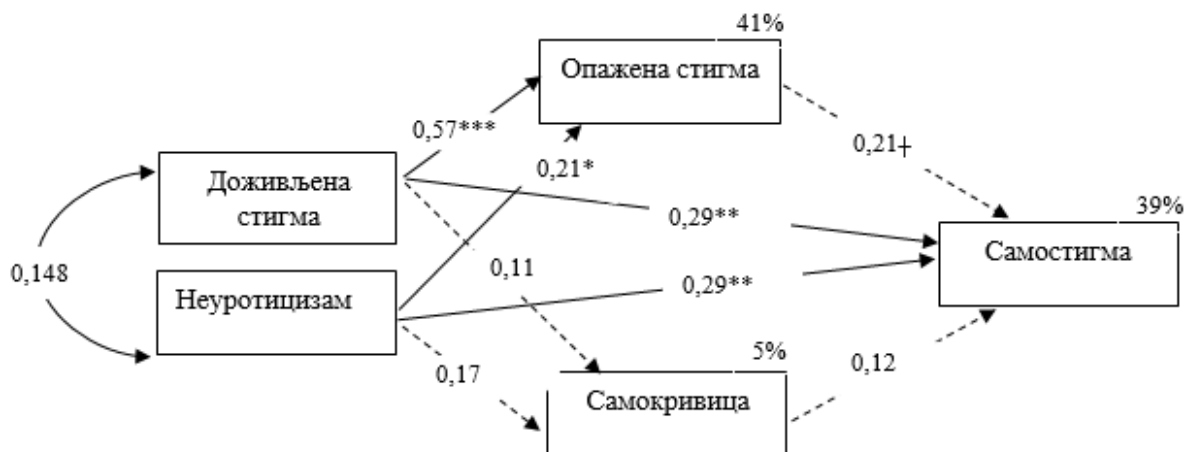 41%
Опажена стигма
0,57***
0,21*
0,21†
Доживљена
стигма
0,29**
39%
Самостигма
0,148
0,11
Неуротицизам
0,29**
5%
0,17
0,12
Самокривица